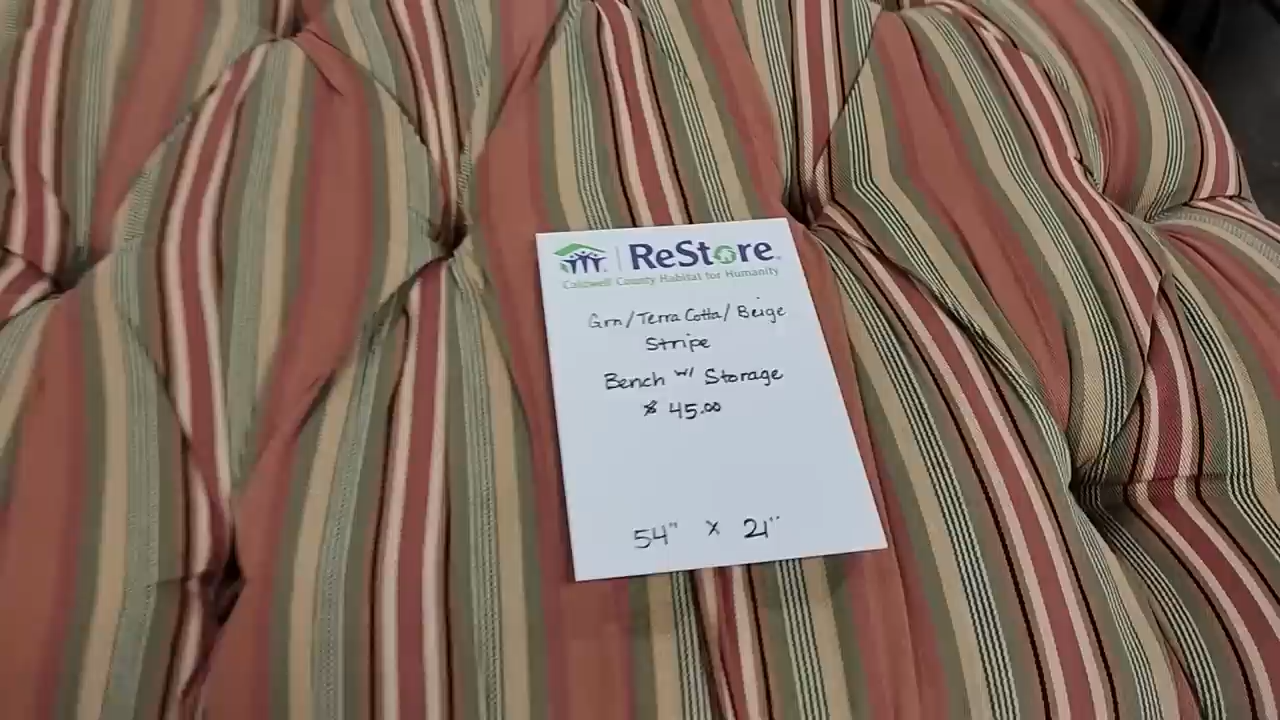 ReStore
Caldwell County Habitat for Humanity
Grn/Terra Cotta/Beige
Stripe
Bench w/ Storage
$ 45.00
54" x 21"